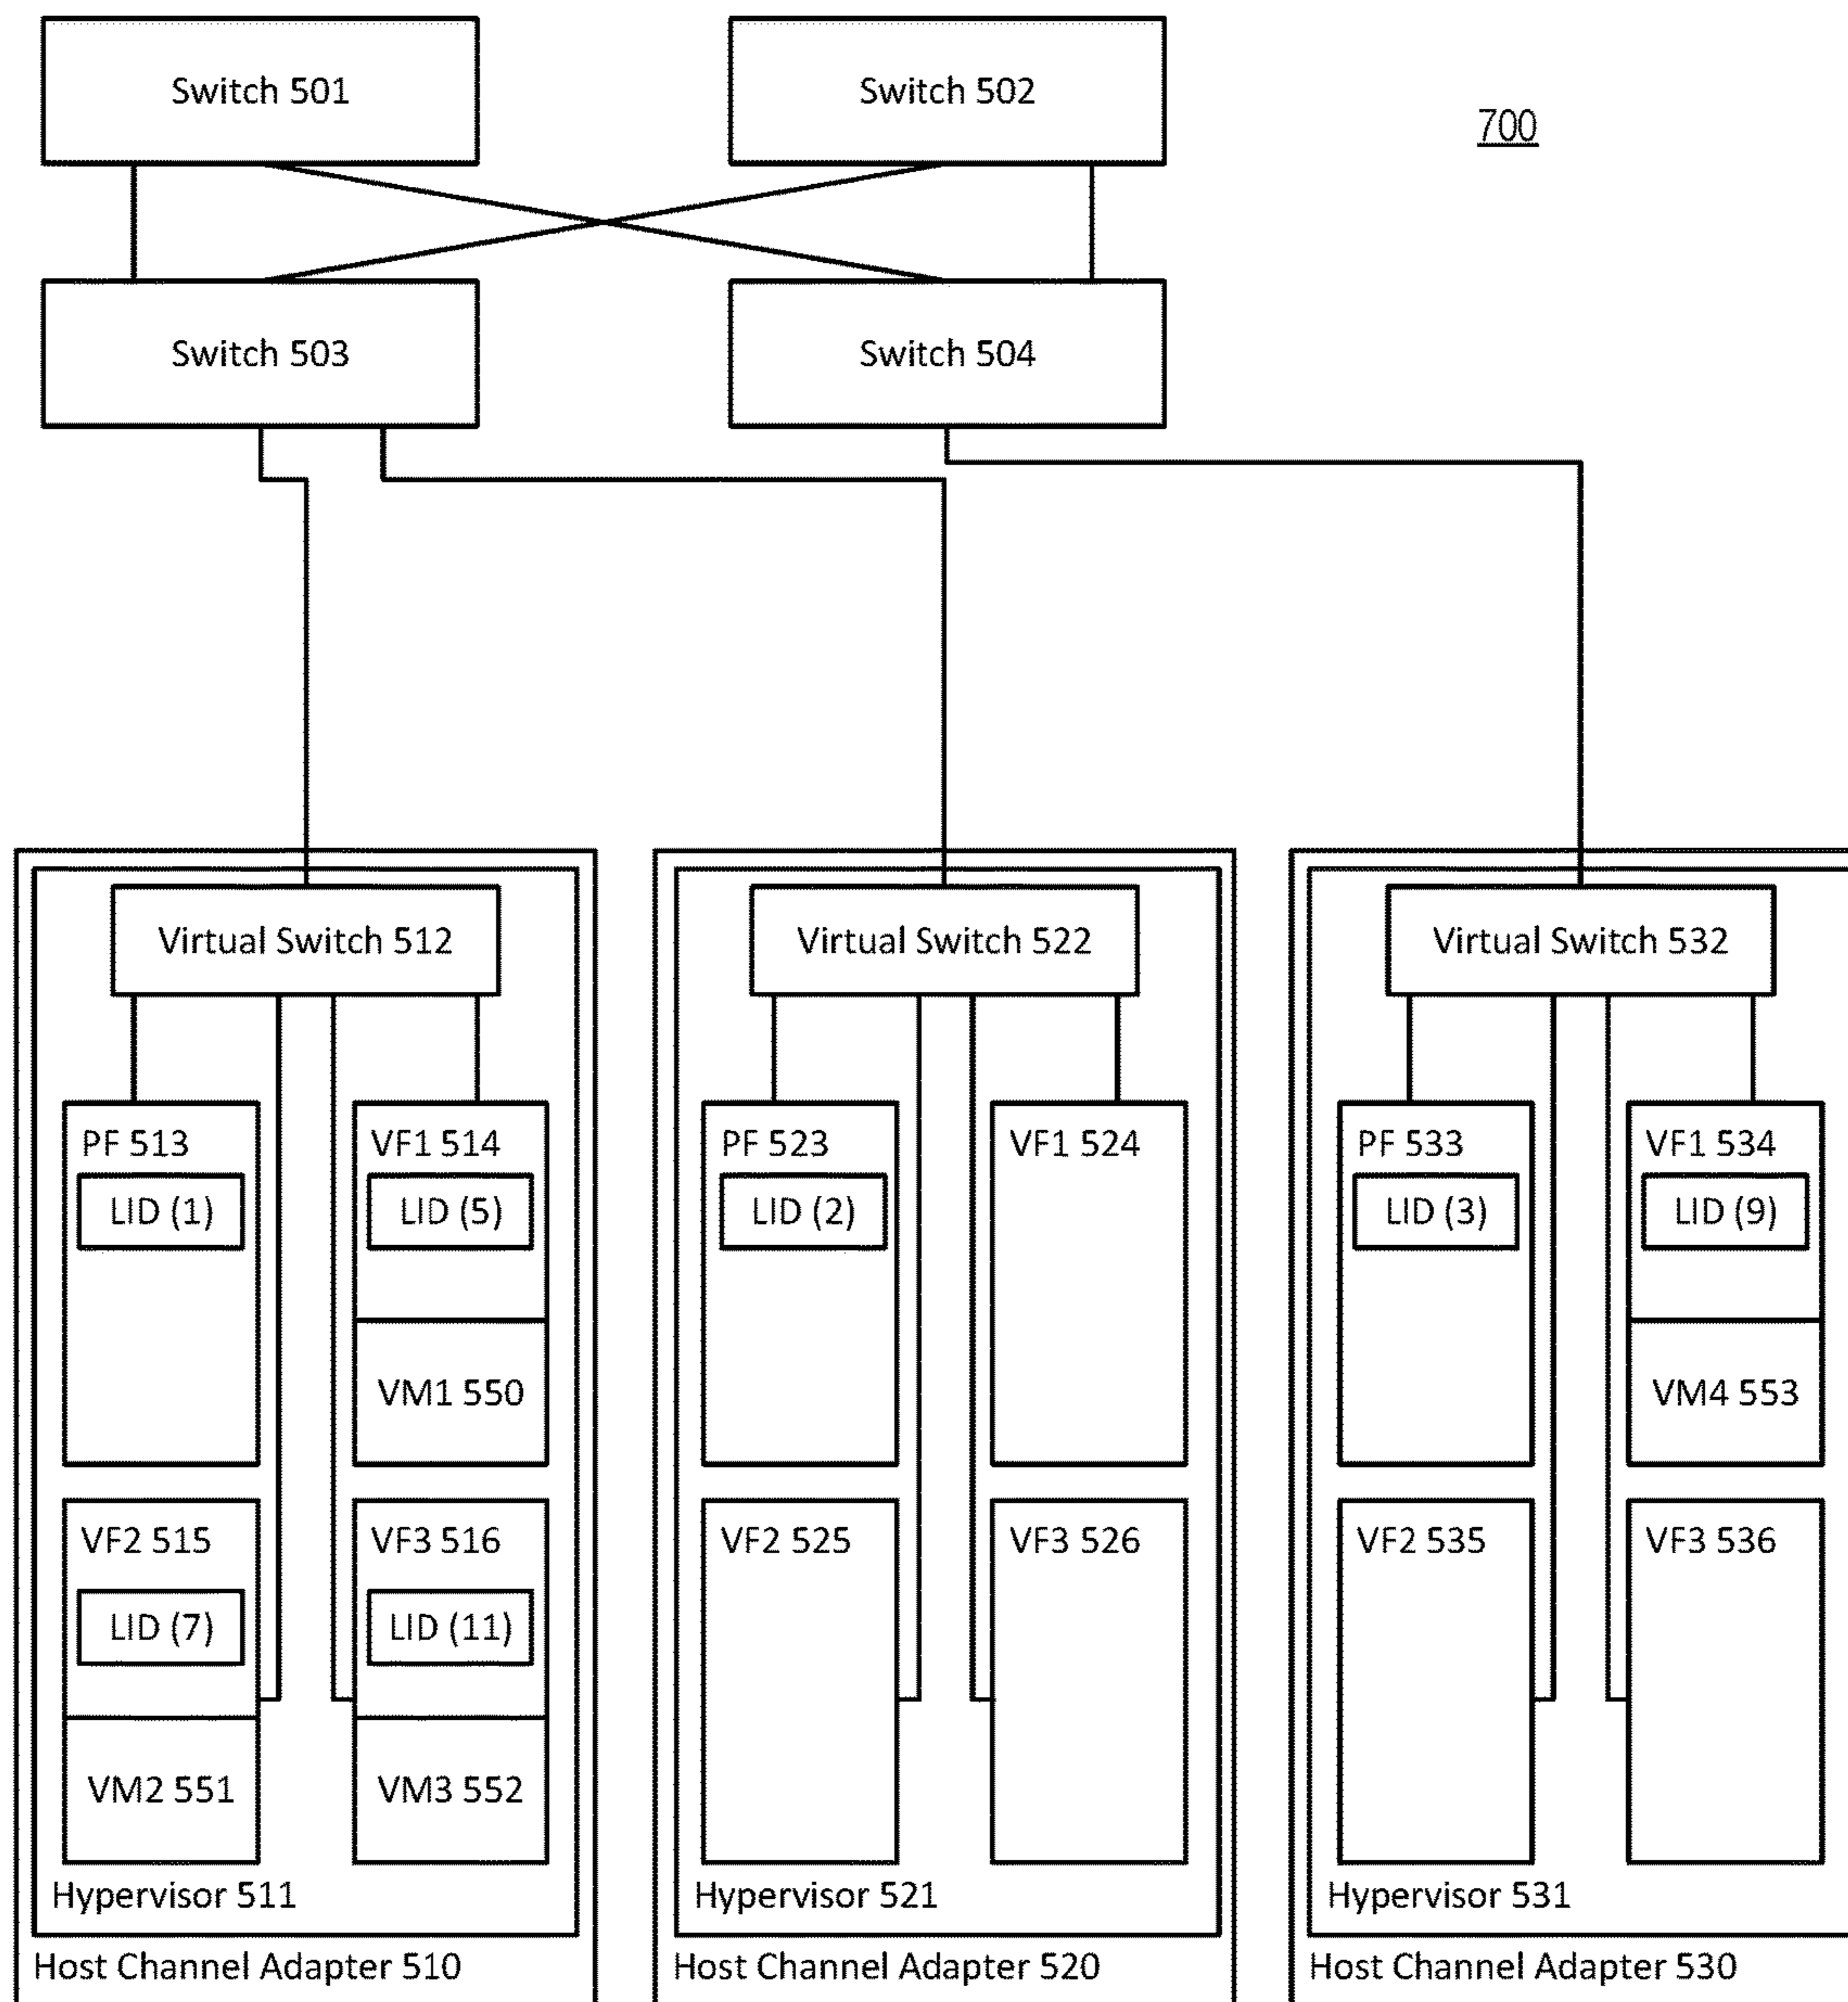 Switch 501
Switch 502
700
Switch 503
Switch 504
Virtual Switch 512
Virtual Switch 522
Virtual Switch 532
PF 513
LID (1)
VF1 514
LID (5)
VM1 550
PF 523
LID (2)
VF1 524
PF 533
LID (3)
VF1 534
LID (9)
VM4 553
VF2 515
LID (7)
VM2 551
VF3 516
LID (11)
VM3 552
VF2 525
VF3 526
VF2 535
VF3 536
Hypervisor 511
Hypervisor 521
Hypervisor 531
Host Channel Adapter 510
Host Channel Adapter 520
Host Channel Adapter 530